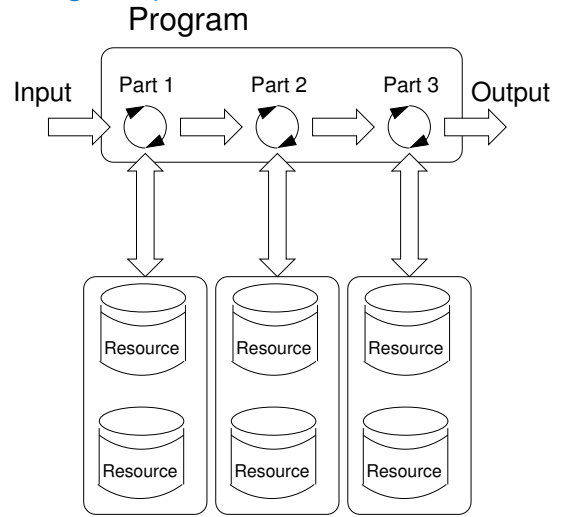 Program
Input
Part 1
Part 2
Part 3
Output
Resource
Resource
Resource
Resource
Resource
Resource